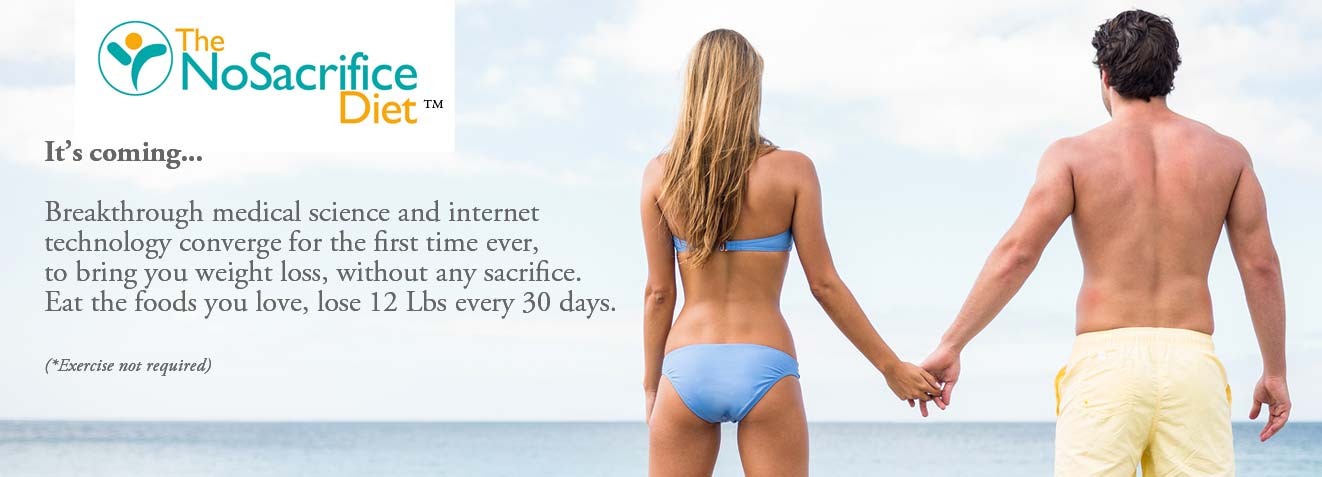 The
NoSacrifice
Diet ™
It's coming...
Breakthrough medical science and internet
technology converge for the first time ever,
to bring you weight loss, without any sacrifice.
Eat the foods you love, lose 12 Lbs every 30 days.
(*Exercise not required)